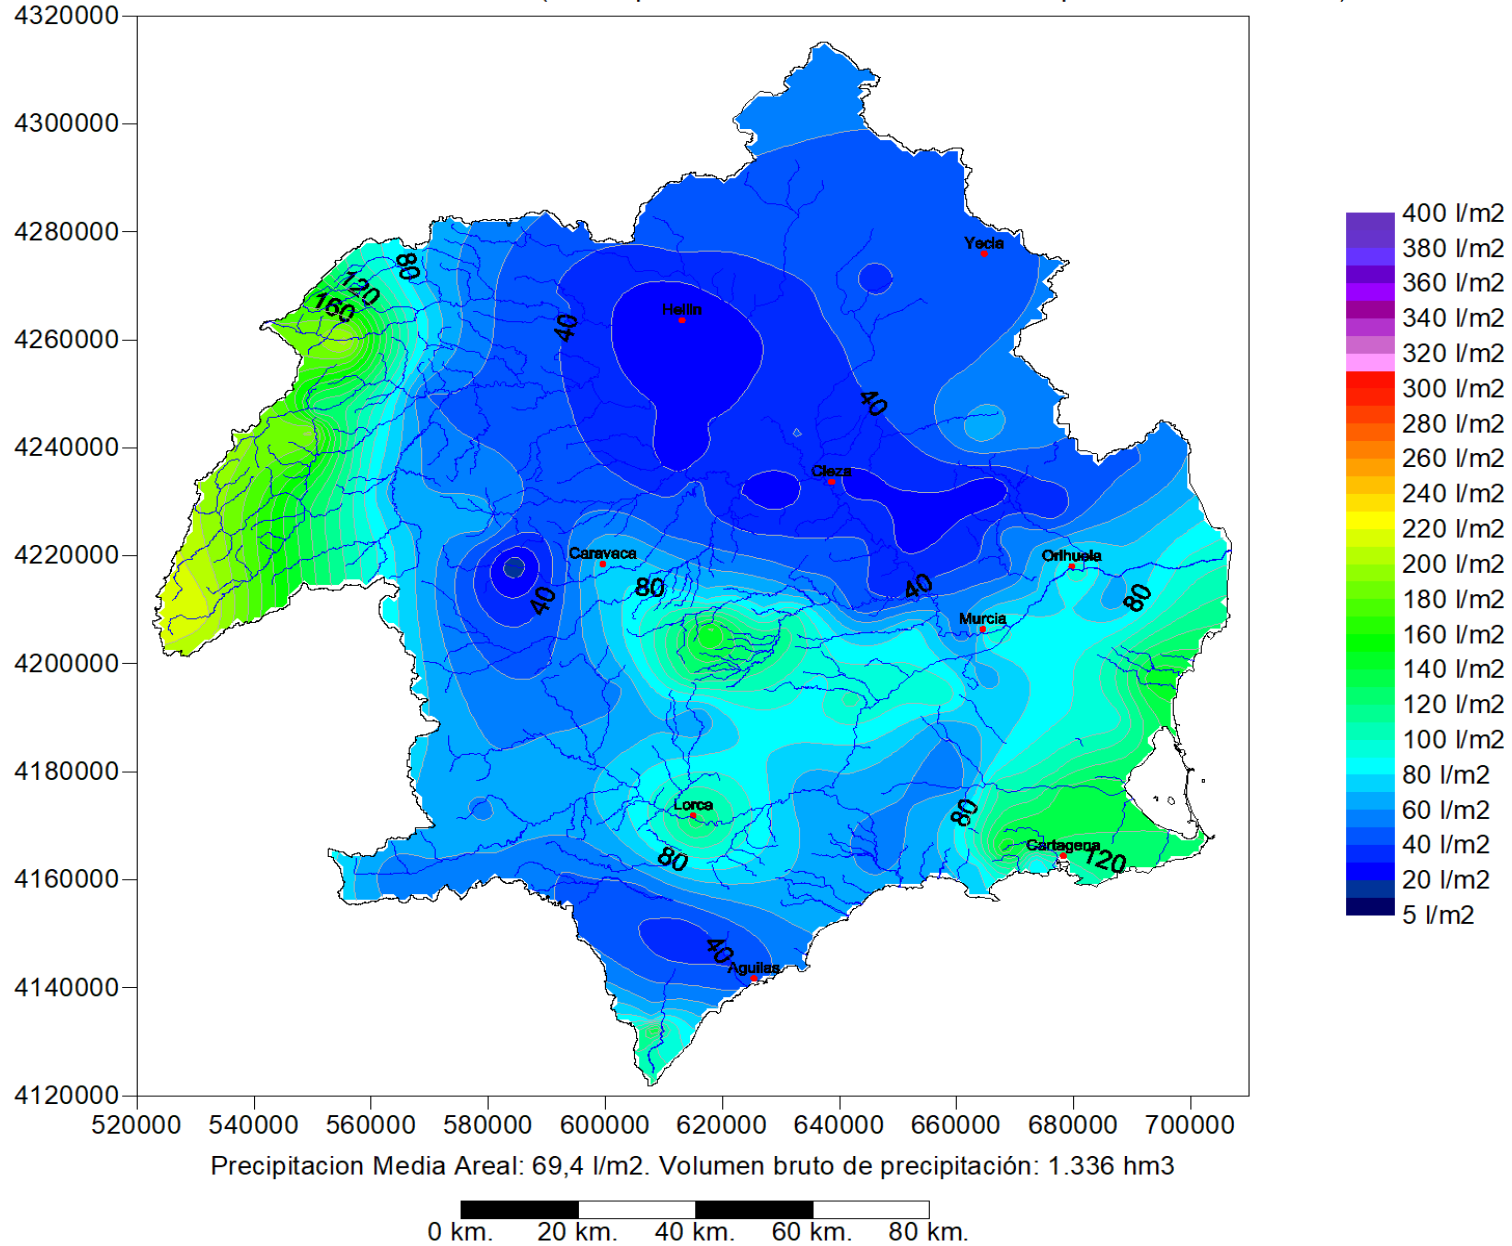 4320000
4300000
4280000
4260000
4240000
4220000
4200000
4180000
4160000
4140000
4120000
520000 540000 560000 580000 600000 620000 640000 660000 680000 700000
Yecla
80
120
160
Hellin
40
40
Cieza
Caravaca
Orihuela
80
40
40
80
Murcia
Lorca
80
80
Cartagena
120
40
Aguilas
400 l/m2
380 l/m2
360 l/m2
340 l/m2
320 l/m2
300 l/m2
280 l/m2
260 l/m2
240 l/m2
220 l/m2
200 l/m2
180 l/m2
160 l/m2
140 l/m2
120 l/m2
100 l/m2
80 l/m2
60 l/m2
40 l/m2
20 l/m2
5 l/m2
Precipitacion Media Areal: 69,4 l/m2. Volumen bruto de precipitación: 1.336 hm3
0 km. 20 km. 40 km. 60 km. 80 km.